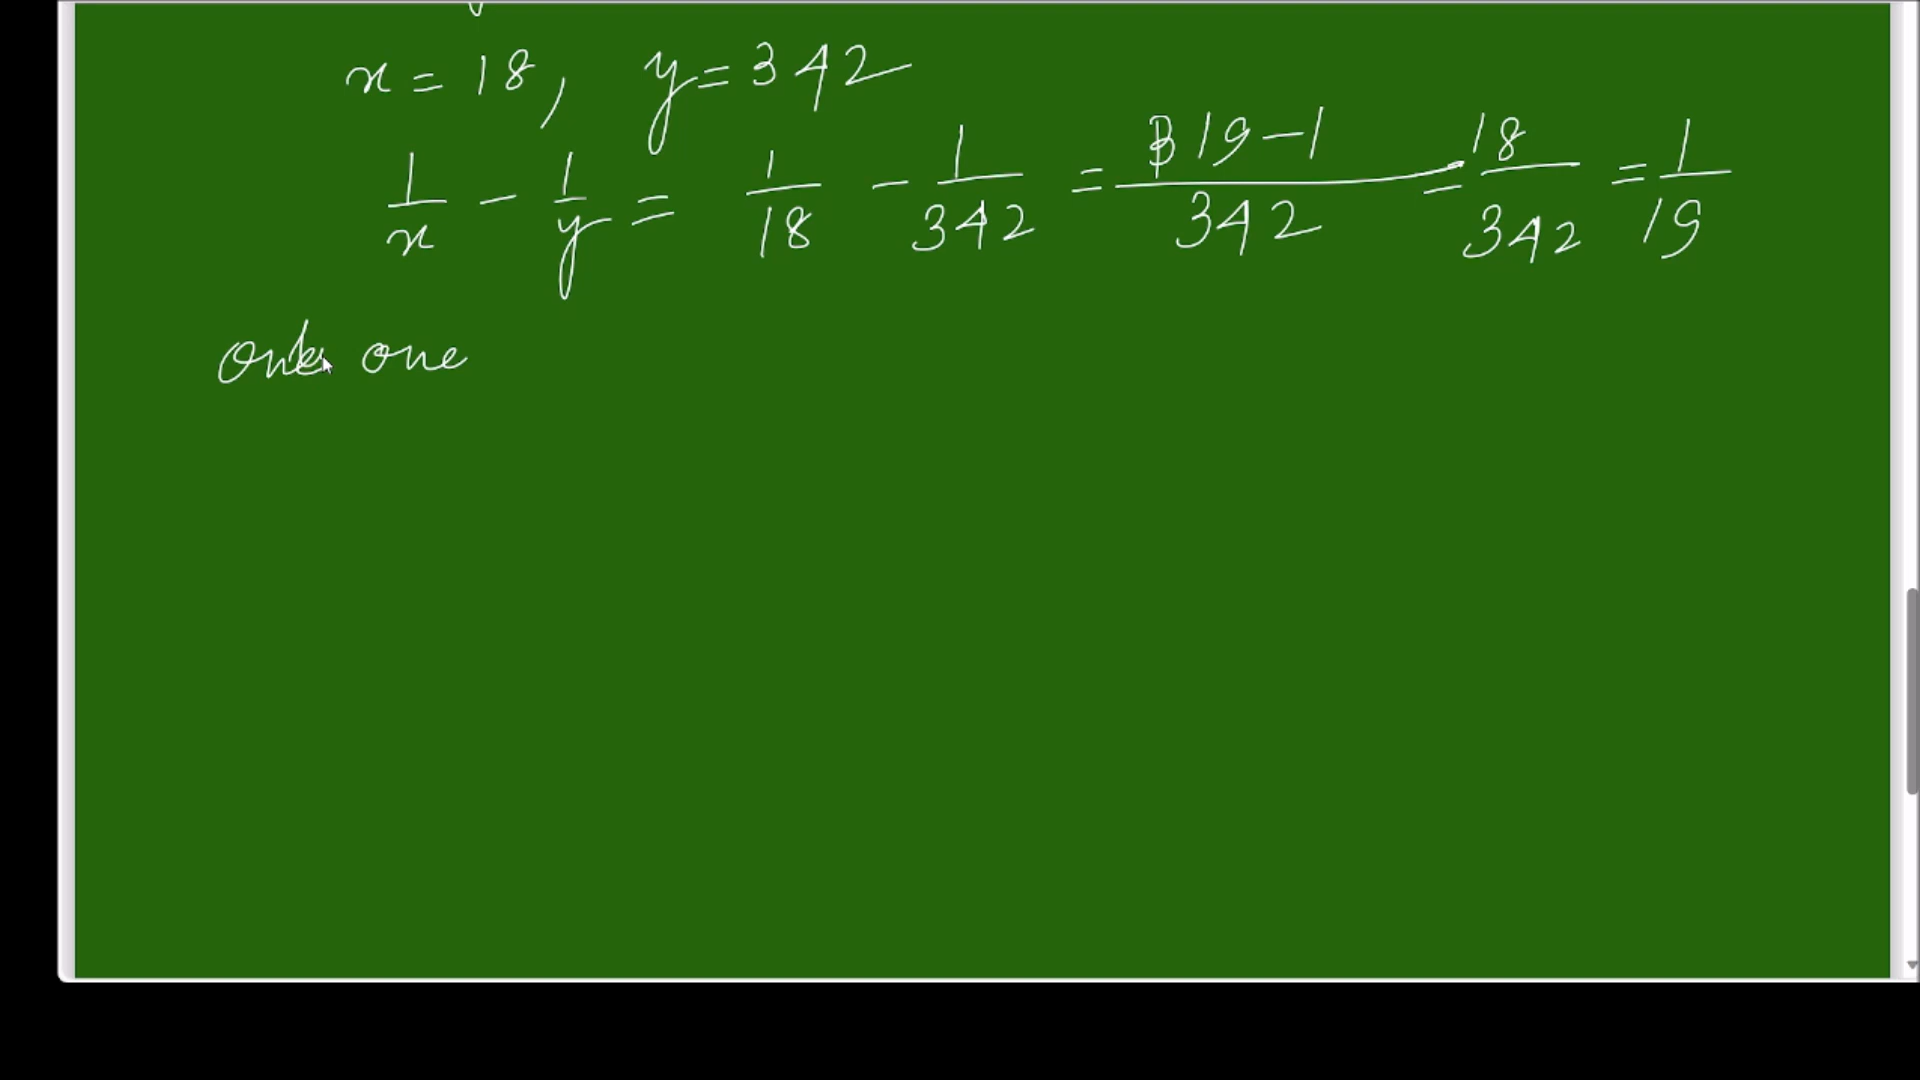 x = 18, y = 342
1/x - 1/y = 1/18 - 1/342 = 19-1/342 = 18/342 = 1/19
one